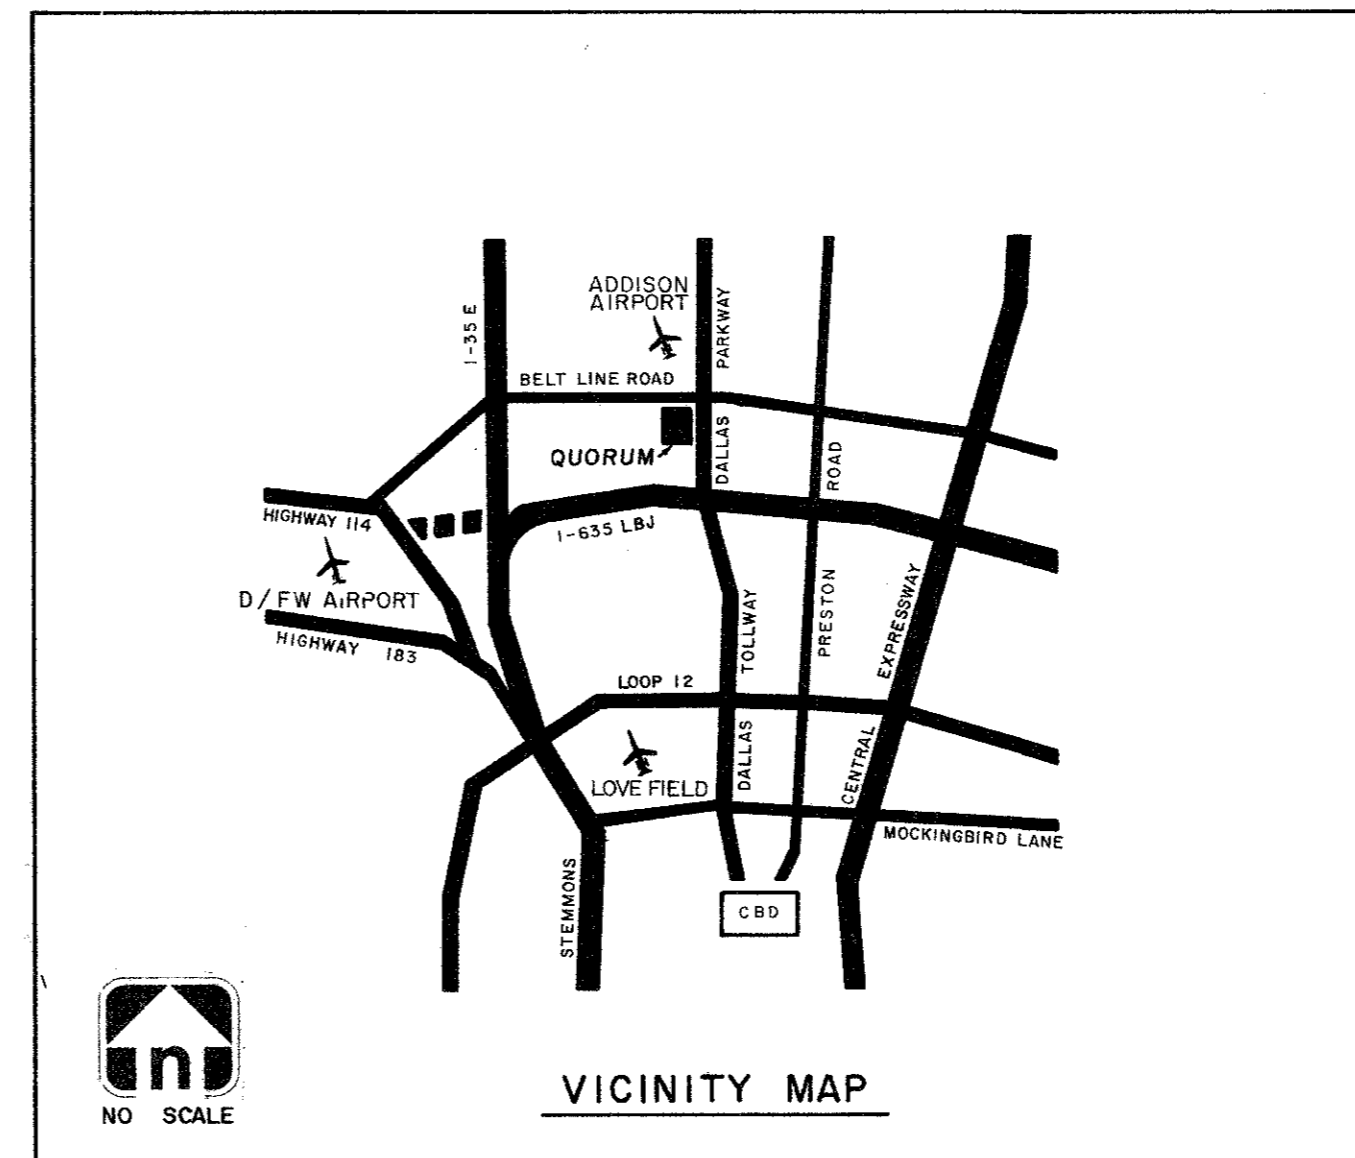 ADDISON
AIRPORT
I-35 E
PARKWAY
BELT LINE ROAD
DALLAS
QUORUM
ROAD
HIGHWAY 114
I-635 LBJ
D/FW AIRPORT
HIGHWAY 183
TOLLWAY
PRESTON
EXPRESSWAY
LOOP 12
DALLAS
CENTRAL
LOVE FIELD
MOCKINGBIRD LANE
STEMMONS
CBD
n
NO SCALE
VICINITY MAP